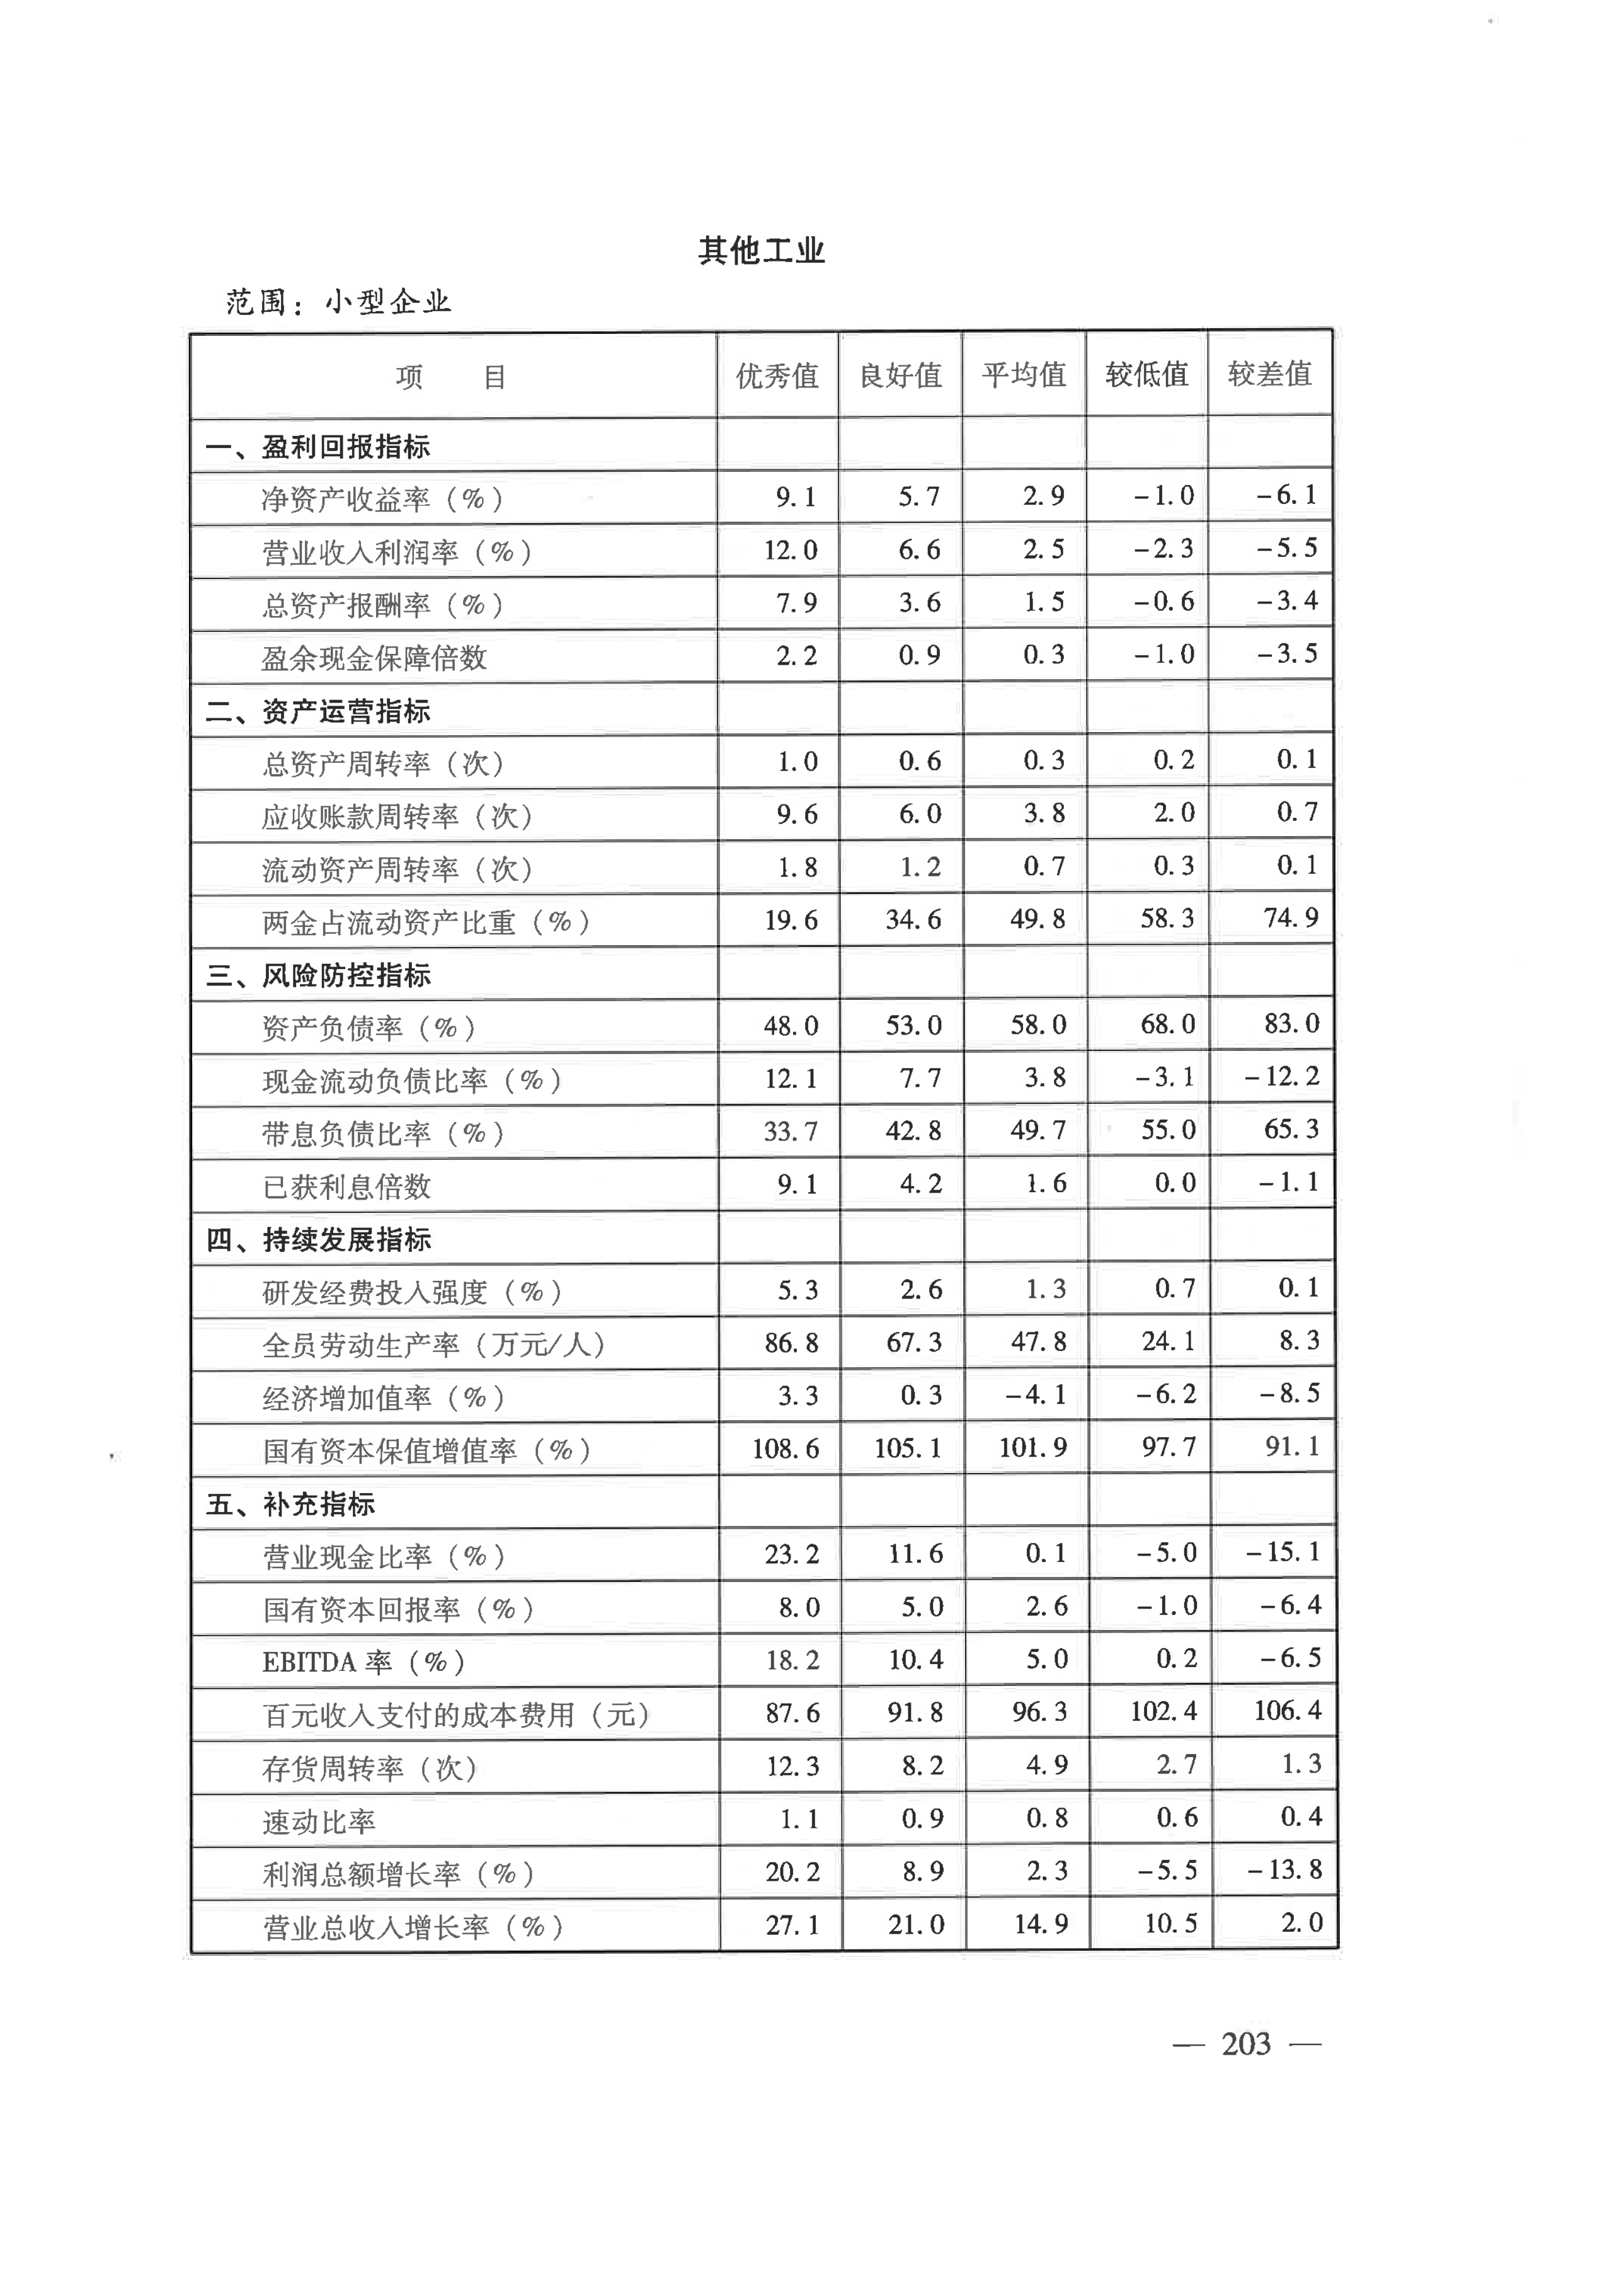 其他工业
范围：小型企业
项 目 优秀值 良好值 平均值 较低值 较差值
一、盈利回报指标
净资产收益率（%） 9.1 5.7 2.9 -1.0 -6.1
营业收入利润率（%） 12.0 6.6 2.5 -2.3 -5.5
总资产报酬率（%） 7.9 3.6 1.5 -0.6 -3.4
盈余现金保障倍数 2.2 0.9 0.3 -1.0 -3.5
二、资产运营指标
总资产周转率（次） 1.0 0.6 0.3 0.2 0.1
应收账款周转率（次） 9.6 6.0 3.8 2.0 0.7
流动资产周转率（次） 1.8 1.2 0.7 0.3 0.1
两金占流动资产比重（%） 19.6 34.6 49.8 58.3 74.9
三、风险防控指标
资产负债率（%） 48.0 53.0 58.0 68.0 83.0
现金流动负债比率（%） 12.1 7.7 3.8 -3.1 -12.2
带息负债比率（%） 33.7 42.8 49.7 55.0 65.3
已获利息倍数 9.1 4.2 1.6 0.0 -1.1
四、持续发展指标
研发经费投入强度（%） 5.3 2.6 1.3 0.7 0.1
全员劳动生产率（万元/人） 86.8 67.3 47.8 24.1 8.3
经济增加值率（%） 3.3 0.3 -4.1 -6.2 -8.5
国有资本保值增值率（%） 108.6 105.1 101.9 97.7 91.1
五、补充指标
营业现金比率（%） 23.2 11.6 0.1 -5.0 -15.1
国有资本回报率（%） 8.0 5.0 2.6 -1.0 -6.4
EBITDA 率（%） 18.2 10.4 5.0 0.2 -6.5
百元收入支付的成本费用（元） 87.6 91.8 96.3 102.4 106.4
存货周转率（次） 12.3 8.2 4.9 2.7 1.3
速动比率 1.1 0.9 0.8 0.6 0.4
利润总额增长率（%） 20.2 8.9 2.3 -5.5 -13.8
营业总收入增长率（%） 27.1 21.0 14.9 10.5 2.0
— 203 —